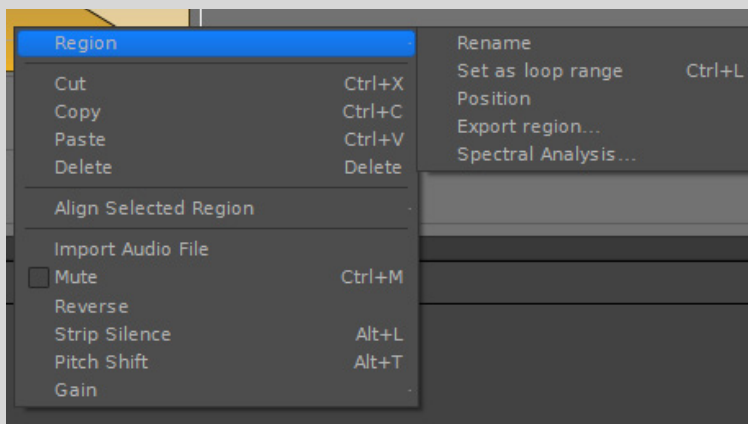 Region
Cut Ctrl+X
Copy Ctrl+C
Paste Ctrl+V
Delete Delete
Align Selected Region
Import Audio File
Mute Ctrl+M
Reverse
Strip Silence Alt+L
Pitch Shift Alt+T
Gain
Rename
Set as loop range Ctrl+L
Position
Export region...
Spectral Analysis...